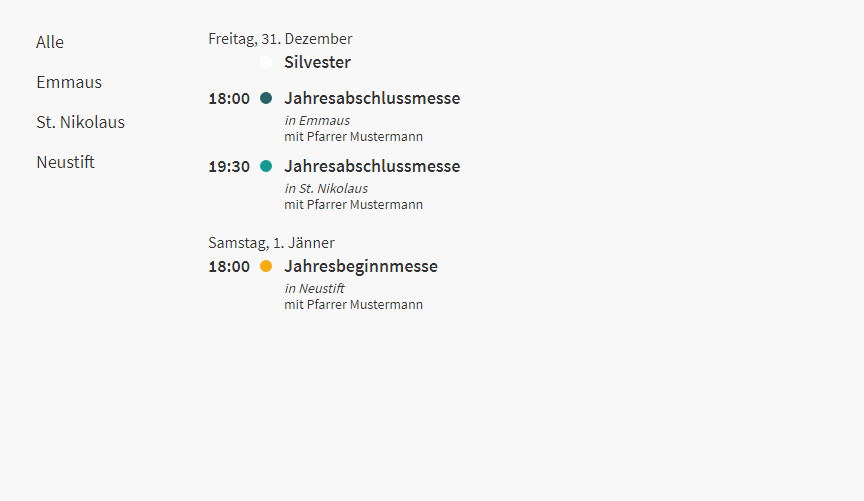 Alle
Emmaus
St. Nikolaus
Neustift
Freitag, 31. Dezember
Silvester
18:00 Jahresabschlussmesse
in Emmaus
mit Pfarrer Mustermann
19:30 Jahresabschlussmesse
in St. Nikolaus
mit Pfarrer Mustermann
Samstag, 1. Jänner
18:00 Jahresbeginnmesse
in Neustift
mit Pfarrer Mustermann